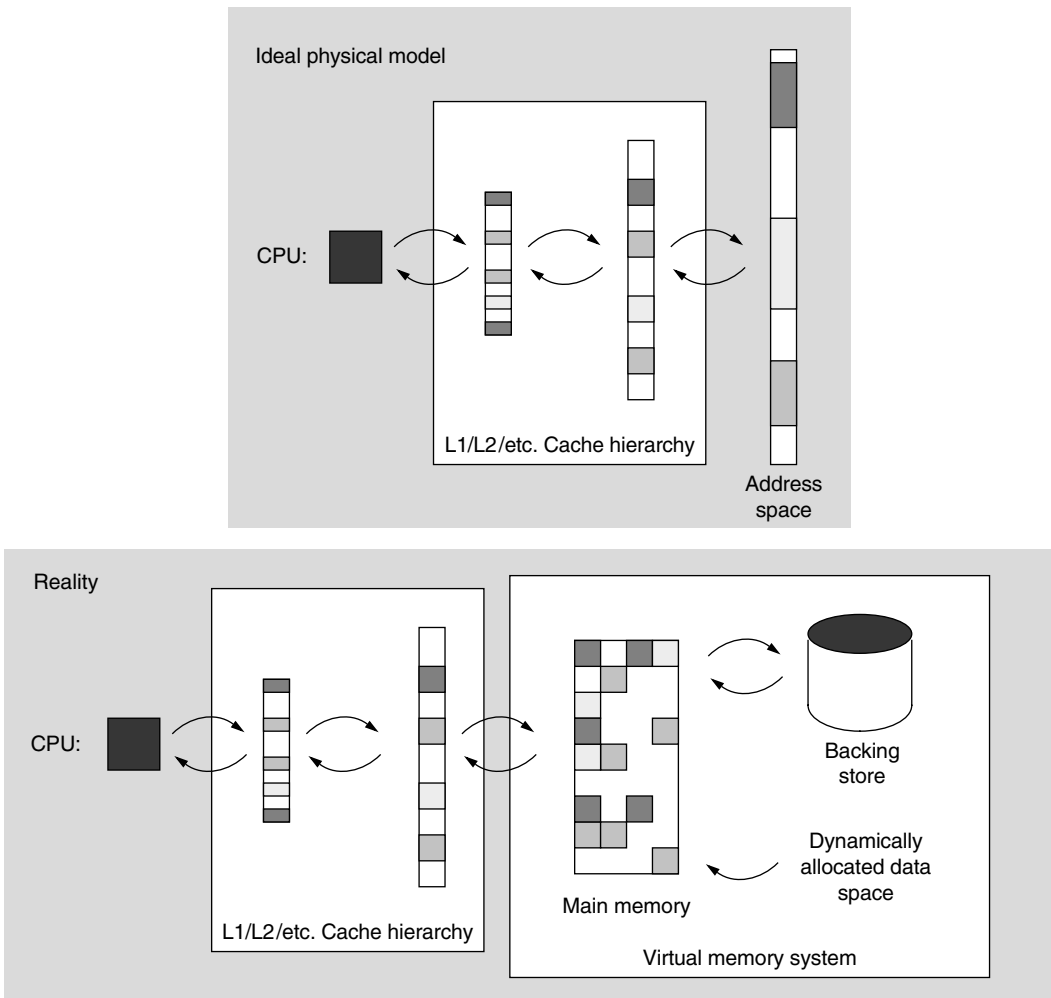 Ideal physical model
CPU:
L1/L2/etc. Cache hierarchy
Address
space
Reality
CPU:
L1/L2/etc. Cache hierarchy
Main memory
Backing
store
Dynamically
allocated data
space
Virtual memory system